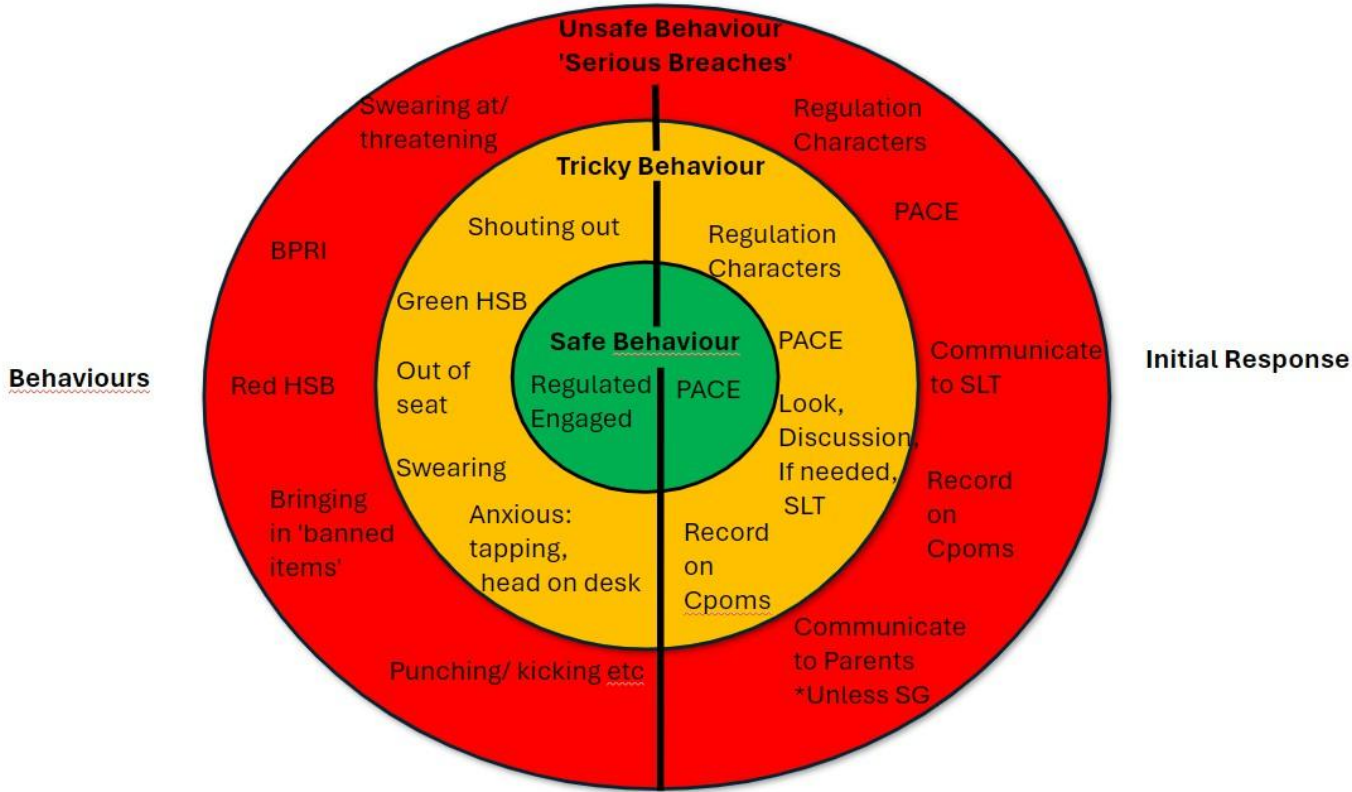 Unsafe Behaviour
'Serious Breaches'
Swearing at/
threatening
BPRI
Red HSB
Bringing
in 'banned
items'
Punching/ kicking etc
Regulation
Characters
PACE
Communicate
to SLT
Record
on
Cpoms
Communicate
to Parents
*Unless SG
Tricky Behaviour
Shouting out
Green HSB
Out of
seat
Swearing
Anxious:
tapping,
head on desk
Regulation
Characters
PACE
Look,
Discussion,
If needed,
SLT
Record
on
Cpoms
Safe Behaviour
Regulated
Engaged
PACE
Behaviours
Initial Response